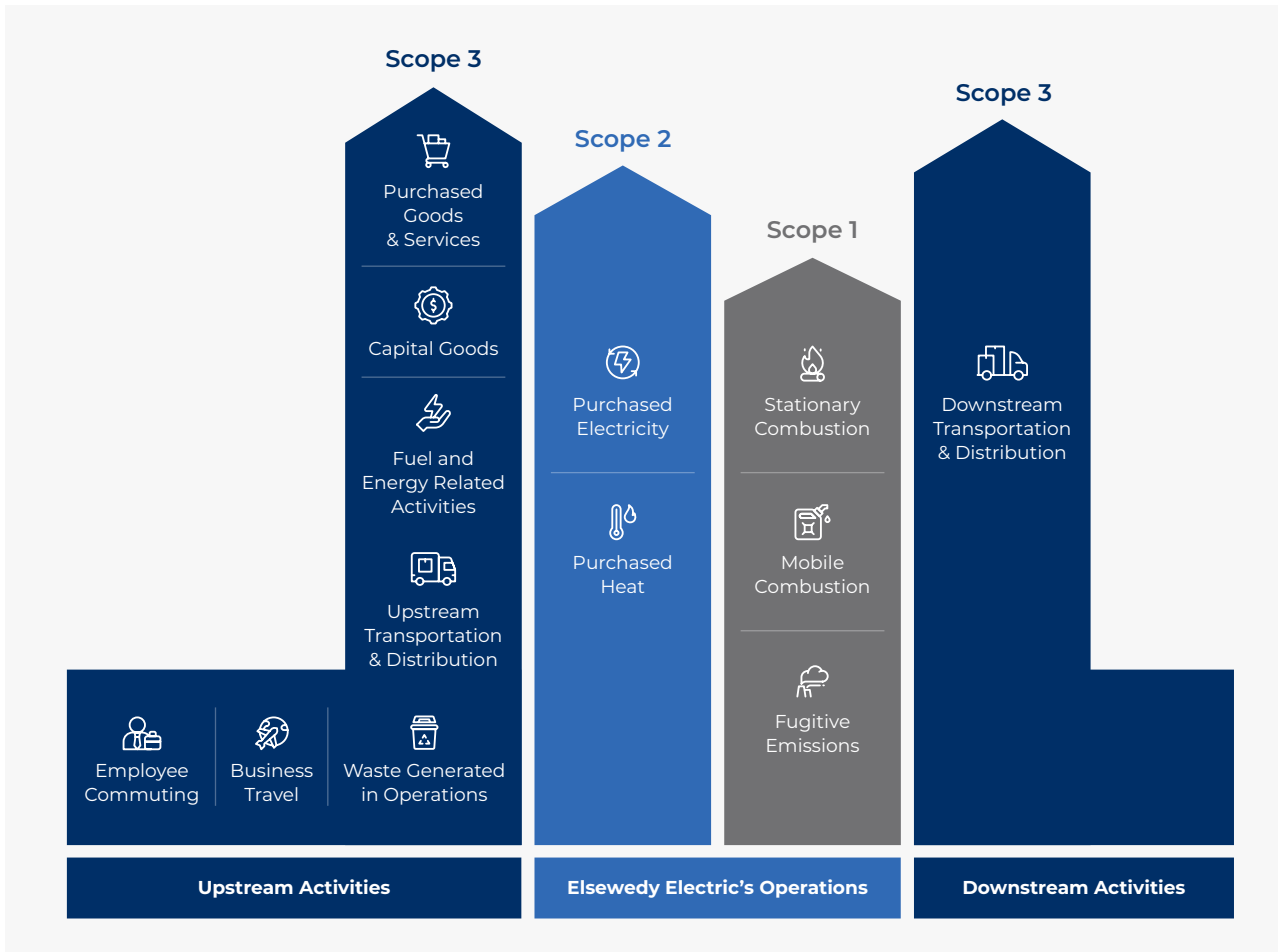 Scope 3
Purchased
Goods
& Services
Capital Goods
Fuel and
Energy Related
Activities
Upstream
Transportation
& Distribution
Employee
Commuting
Business
Travel
Waste Generated
in Operations
Upstream Activities
Scope 2
Purchased
Electricity
Purchased
Heat
Scope 1
Stationary
Combustion
Mobile
Combustion
Fugitive
Emissions
Elsewedy Electric’s Operations
Scope 3
Downstream
Transportation
& Distribution
Downstream Activities